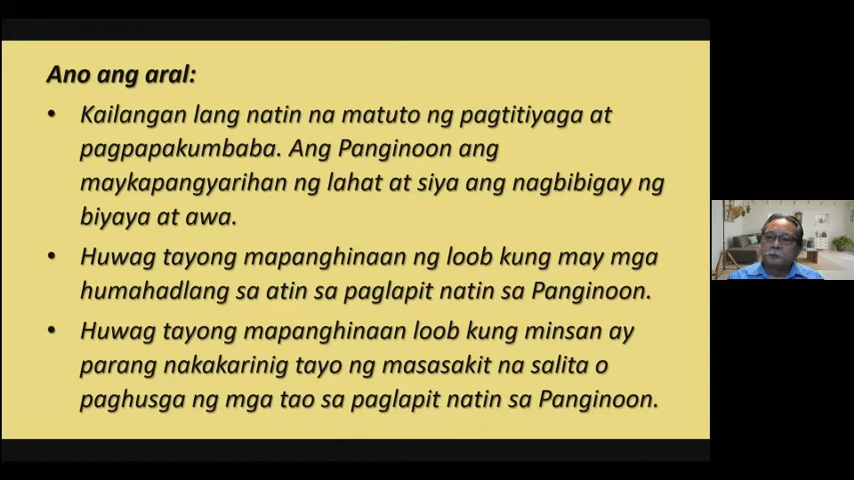 Ano ang aral:
• Kailangan lang natin na matuto ng pagtitiyaga at
pagpapakumbaba. Ang Panginoon ang
maykapangyarihan ng lahat at siya ang nagbibigay ng
biyaya at awa.
• Huwag tayong mapanghinaan ng loob kung may mga
humahadlang sa atin sa paglapit natin sa Panginoon.
• Huwag tayong mapanghinaan loob kung minsan ay
parang nakakarinig tayo ng masasakit na salita o
paghusga ng mga tao sa paglapit natin sa Panginoon.